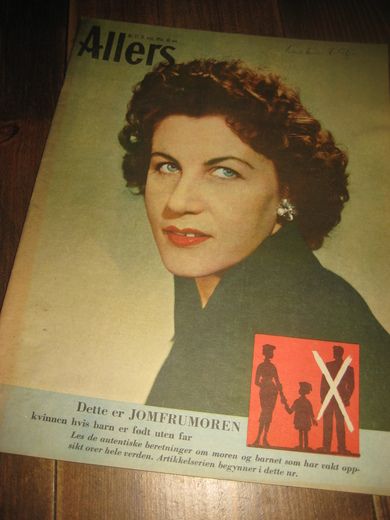 Allers
Dette er JOMFRUMOREN
kvinnen hvis barn er født uten far
Les de autentiske beretninger om moren og barnet som har vakt opp-
sikt over hele verden. Artikkelserien begynner i dette nr.